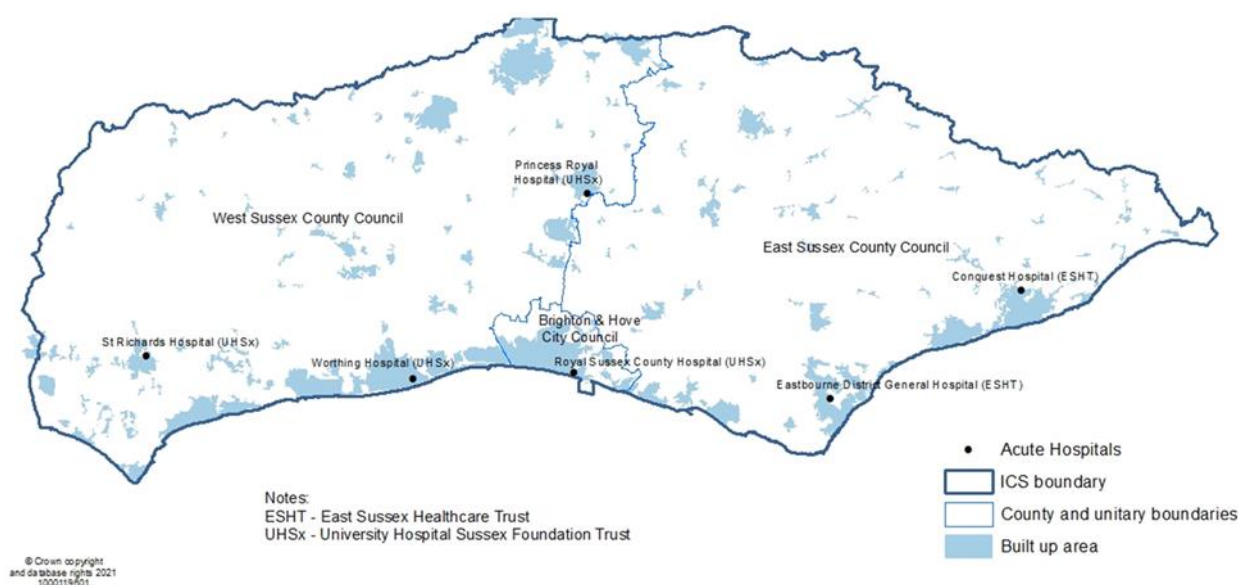 Princess Royal
Hospital (UHSx)
West Sussex County Council
East Sussex County Council
Conquest Hospital (ESHT)
Brighton & Hove
City Council
St Richards Hospital (UHSx)
Worthing Hospital (UHSx)
Royal Sussex County Hospital (UHSx)
Eastbourne District General Hospital (ESHT)
Acute Hospitals
ICS boundary
County and unitary boundaries
Built up area
Notes:
ESHT - East Sussex Healthcare Trust
UHSx - University Hospital Sussex Foundation Trust
© Crown copyright
and database rights 2021